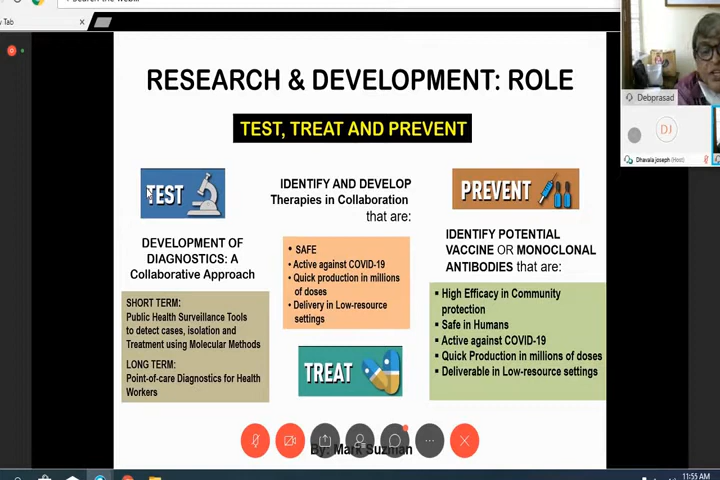 Tab
RESEARCH & DEVELOPMENT: ROLE
TEST, TREAT AND PREVENT
TEST
DEVELOPMENT OF
DIAGNOSTICS: A
Collaborative Approach
SHORT TERM:
Public Health Surveillance Tools
to detect cases, isolation and
Treatment using Molecular Methods
LONG TERM:
Point-of-care Diagnostics for Health
Workers
IDENTIFY AND DEVELOP
Therapies in Collaboration
that are:
• SAFE
• Active against COVID-19
• Quick production in millions
of doses
• Delivery in Low-resource
settings
TREAT
PREVENT
IDENTIFY POTENTIAL
VACCINE OR MONOCLONAL
ANTIBODIES that are:
▪ High Efficacy in Community
protection
▪ Safe in Humans
▪ Active against COVID-19
▪ Quick Production in millions of doses
▪ Deliverable in Low-resource settings
By: Mark Suzman
Debprasad
DJ
Dhavala joseph (Host)
11:55 AM